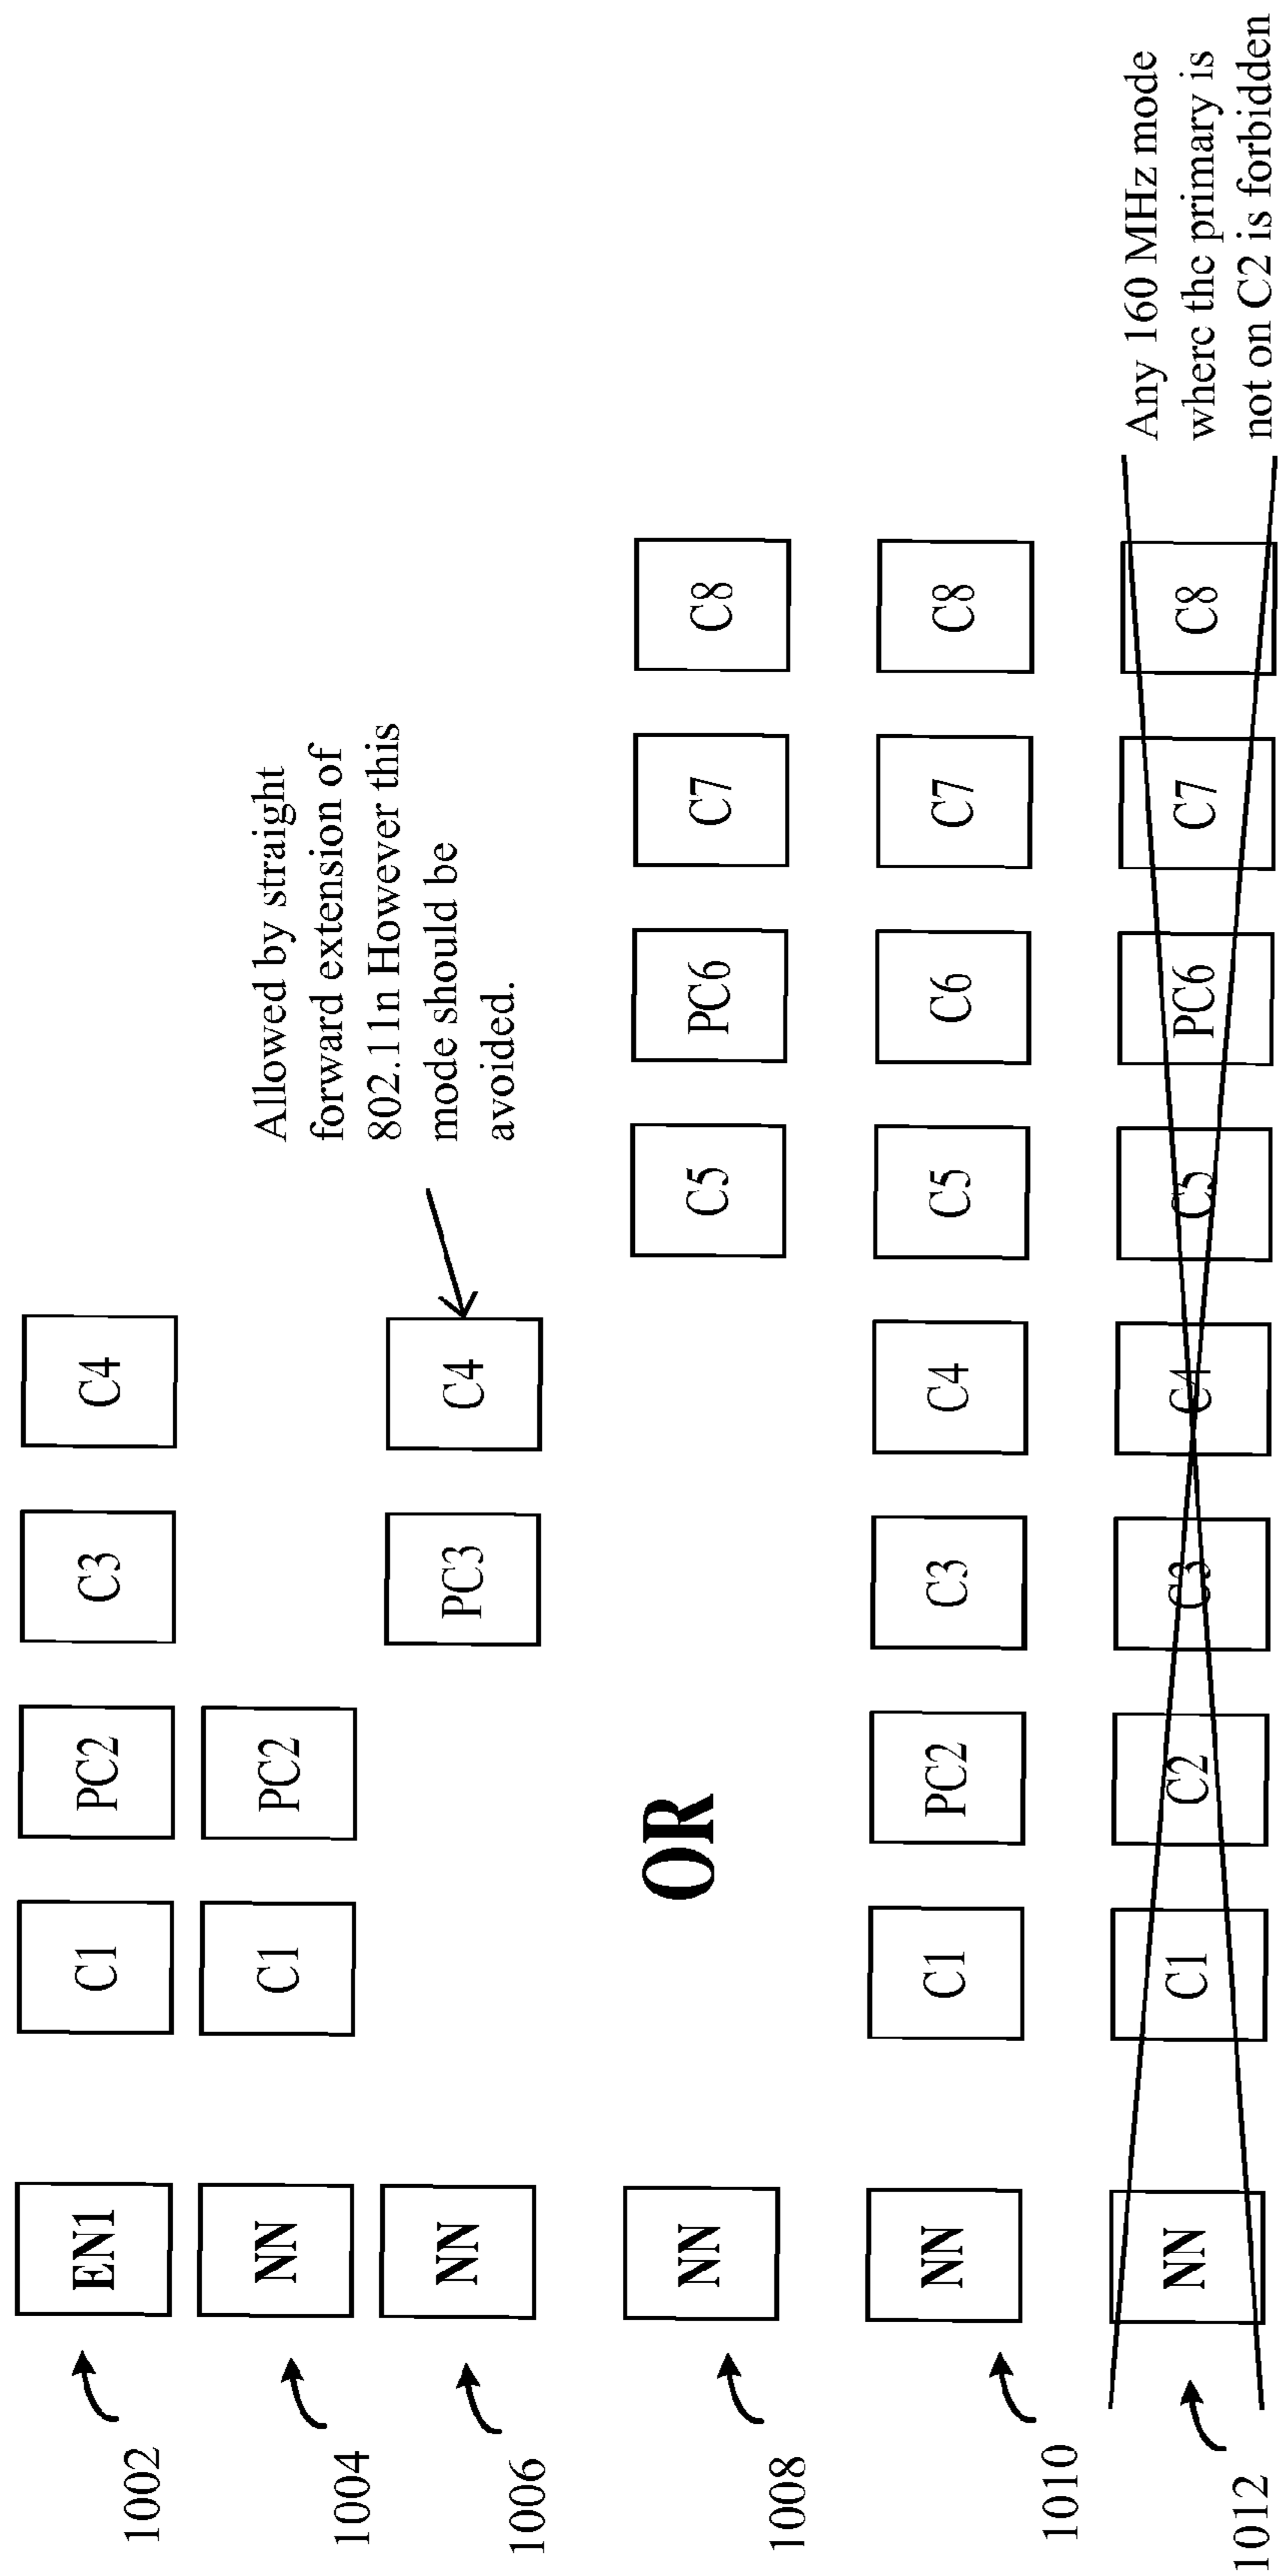 1002 EN1 C1 PC2 C3 C4
1004 NN C1 PC2
1006 NN PC3 C4
Allowed by straight
forward extension of
802.11n However this
mode should be
avoided.
OR
1008 NN C5 PC6 C7 C8
1010 NN C1 PC2 C3 C4 C5 C6 C7 C8
1012 NN C1 C2 C3 C4 C5 PC6 C7 C8
Any 160 MHz mode
where the primary is
not on C2 is forbidden